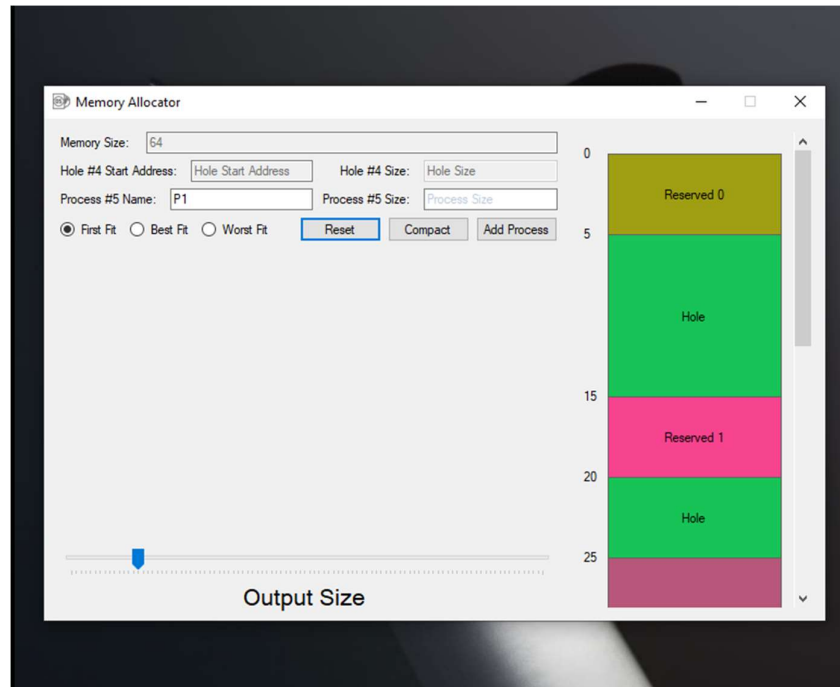 Memory Allocator
Memory Size: 64
Hole #4 Start Address: Hole Start Address Hole #4 Size: Hole Size
Process #5 Name: P1 Process #5 Size: Process Size
First Fit Best Fit Worst Fit Reset Compact Add Process
Output Size
0
Reserved 0
5
Hole
15
Reserved 1
20
Hole
25